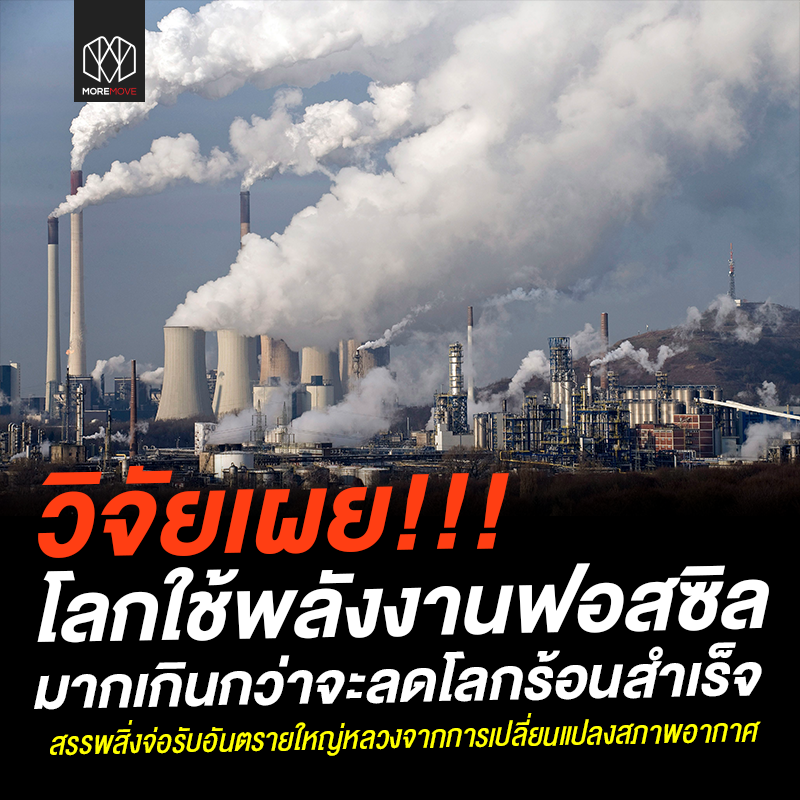 MOREMOVE
วิจัยเผย!!!
โลกใช้พลังงานฟอสซิล
มากเกินกว่าจะลดโลกร้อนสำเร็จ
สรรพสิ่งจ่อรับอันตรายใหญ่หลวงจากการเปลี่ยนแปลงสภาพอากาศ